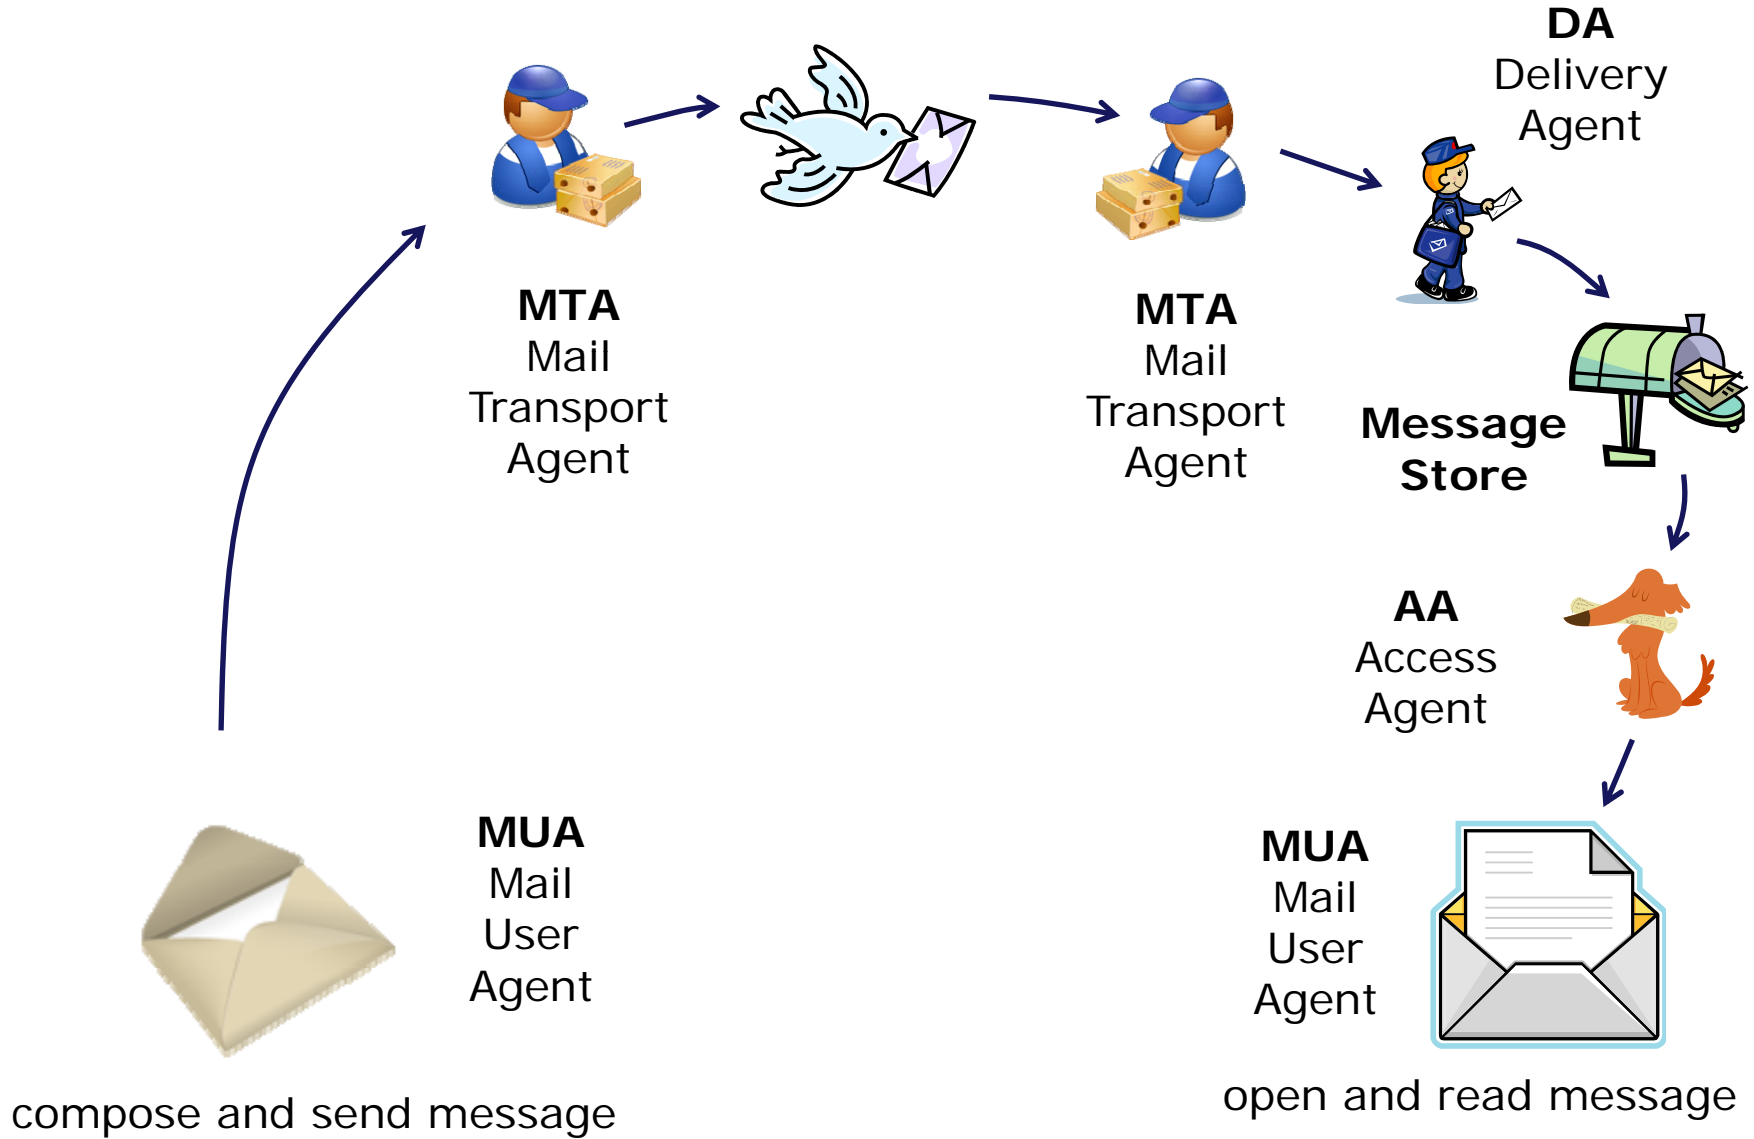 DA
Delivery
Agent
MTA
Mail
Transport
Agent
MTA
Mail
Transport
Agent
Message
Store
AA
Access
Agent
MUA
Mail
User
Agent
MUA
Mail
User
Agent
compose and send message
open and read message